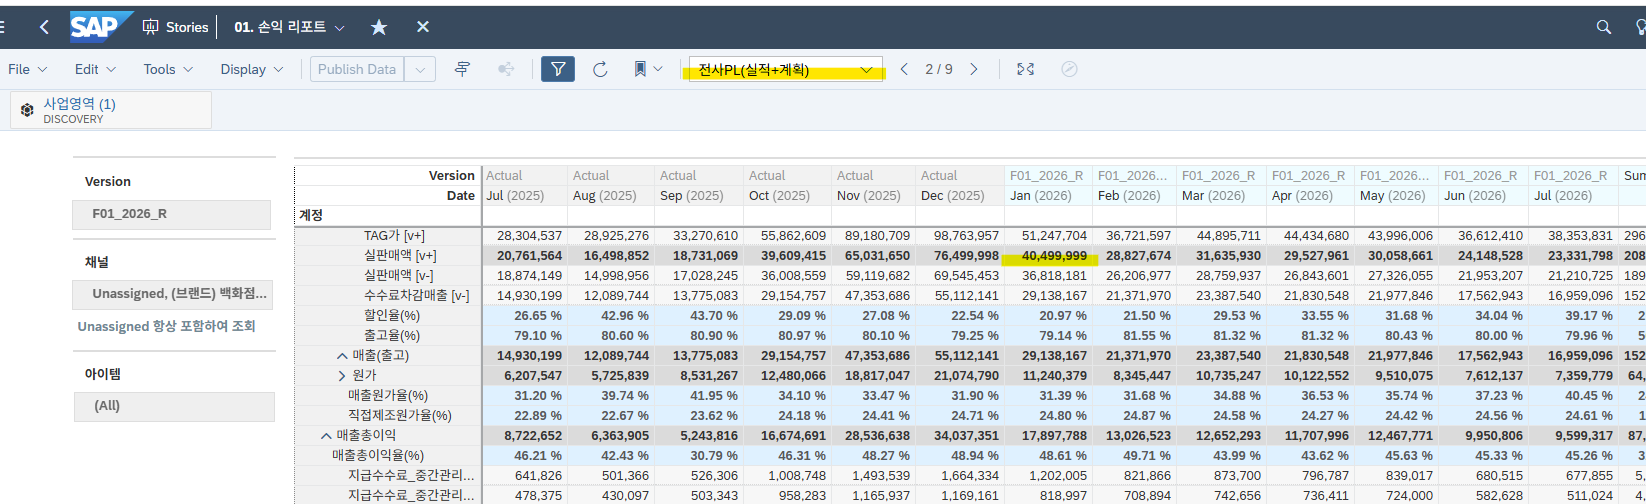 SAP Stories 01. 손익 리포트
File Edit Tools Display Publish Data 전사PL(실적+계획) 2 / 9
사업영역 (1)
DISCOVERY
Version
F01_2026_R
채널
Unassigned, (브랜드) 백화점...
Unassigned 항상 포함하여 조회
아이템
(All)
Version Actual Actual Actual Actual Actual Actual F01_2026_R F01_2026... F01_2026_R F01_2026_R F01_2026... F01_2026_R F01_2026_R
Date Jul (2025) Aug (2025) Sep (2025) Oct (2025) Nov (2025) Dec (2025) Jan (2026) Feb (2026) Mar (2026) Apr (2026) May (2026) Jun (2026) Jul (2026) Sum
계정
TAG가 [v+] 28,304,537 28,925,276 33,270,610 55,862,609 89,180,709 98,763,957 51,247,704 36,721,597 44,895,711 44,434,680 43,996,006 36,612,410 38,353,831 296
실판매액 [v+] 20,761,564 16,498,852 18,731,069 39,609,415 65,031,650 76,499,998 40,499,999 28,827,674 31,635,930 29,527,961 30,058,661 24,148,528 23,331,798 208
실판매액 [v-] 18,874,149 14,998,956 17,028,245 36,008,559 59,119,682 69,545,453 36,818,181 26,206,977 28,759,937 26,843,601 27,326,055 21,953,207 21,210,725 189
수수료차감매출 [v-] 14,930,199 12,089,744 13,775,083 29,154,757 47,353,686 55,112,141 29,138,167 21,371,970 23,387,540 21,830,548 21,977,846 17,562,943 16,959,096 152
할인율(%) 26.65 % 42.96 % 43.70 % 29.09 % 27.08 % 22.54 % 20.97 % 21.50 % 29.53 % 33.55 % 31.68 % 34.04 % 39.17 % 2
출고율(%) 79.10 % 80.60 % 80.90 % 80.97 % 80.10 % 79.25 % 79.14 % 81.55 % 81.32 % 81.32 % 80.43 % 80.00 % 79.96 % 5
매출(출고) 14,930,199 12,089,744 13,775,083 29,154,757 47,353,686 55,112,141 29,138,167 21,371,970 23,387,540 21,830,548 21,977,846 17,562,943 16,959,096 152
원가 6,207,547 5,725,839 8,531,267 12,480,066 18,817,047 21,074,790 11,240,379 8,345,447 10,735,247 10,122,552 9,510,075 7,612,137 7,359,779 64,
매출원가율(%) 31.20 % 39.74 % 41.95 % 34.10 % 33.47 % 31.90 % 31.39 % 31.68 % 34.88 % 36.53 % 35.74 % 37.23 % 40.45 %
직접제조원가율(%) 22.89 % 22.67 % 23.62 % 24.18 % 24.41 % 24.71 % 24.80 % 24.87 % 24.58 % 24.27 % 24.42 % 24.56 % 24.61 % 1
매출총이익 8,722,652 6,363,905 5,243,816 16,674,691 28,536,638 34,037,351 17,897,788 13,026,523 12,652,293 11,707,996 12,467,771 9,950,806 9,599,317 87,
매출총이익율(%) 46.21 % 42.43 % 30.79 % 46.31 % 48.27 % 48.94 % 48.61 % 49.71 % 43.99 % 43.62 % 45.63 % 45.33 % 45.26 % 3
지급수수료_중간관리... 641,826 501,366 526,306 1,008,748 1,493,539 1,664,334 1,202,005 821,866 873,700 796,787 839,017 680,515 677,855 5,
지급수수료_중간관리... 478,375 430,097 503,343 958,283 1,165,937 1,169,161 818,997 708,894 742,656 736,411 724,000 582,628 511,024 4,